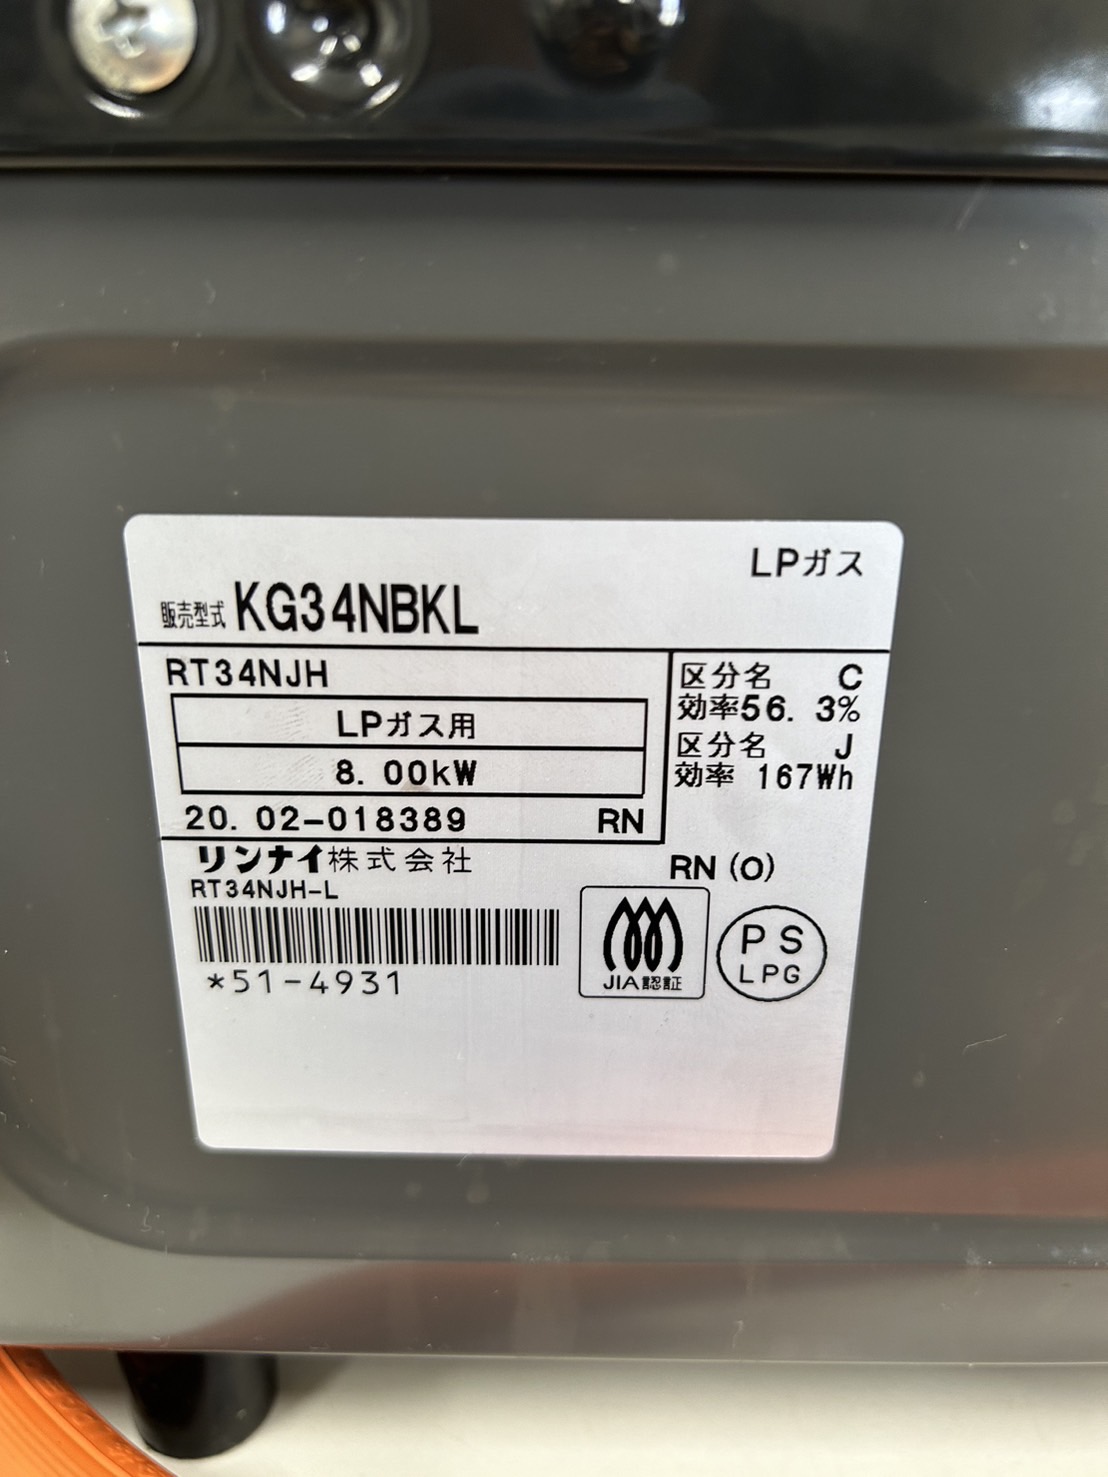 LPガス
販売型式 KG34NBKL
RT34NJH
LPガス用
8.00kW
20.02-018389 RN
区分名 C
効率56.3%
区分名 J
効率 167Wh
リンナイ株式会社
RT34NJH-L
*51-4931
RN(O)
JIA認証
PS
LPG